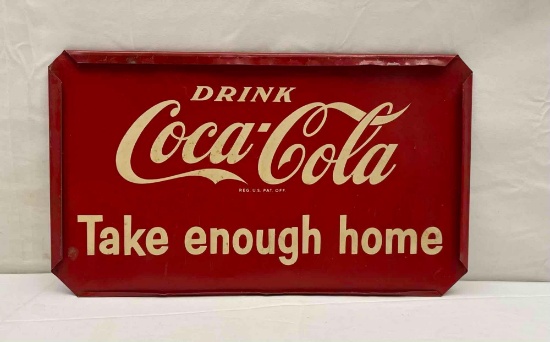 DRINK
Coca-Cola
REG. U.S. PAT. OFF.
Take enough home